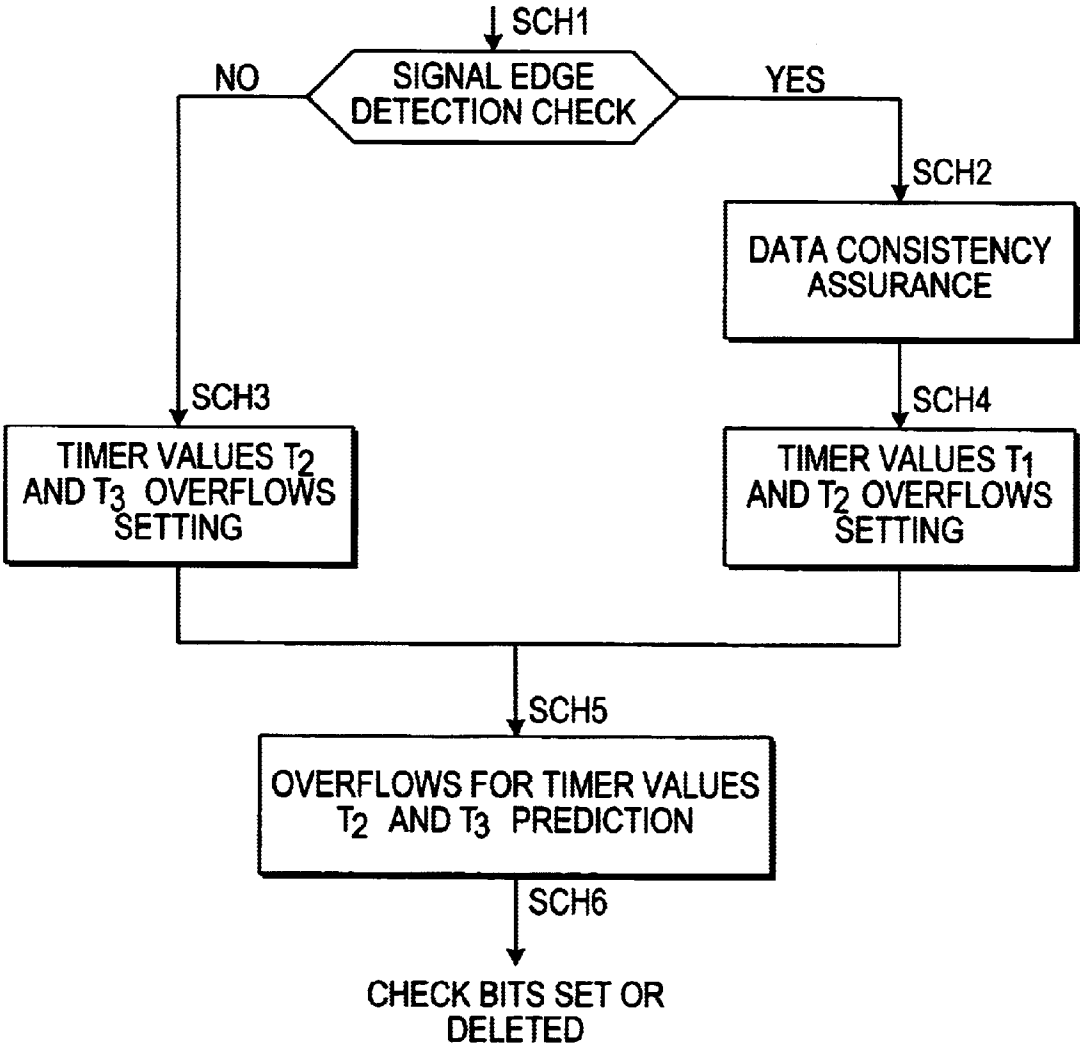 SCH1
SIGNAL EDGE
DETECTION CHECK
NO
YES
SCH2
DATA CONSISTENCY
ASSURANCE
SCH3
SCH4
TIMER VALUES T2
AND T3 OVERFLOWS
SETTING
TIMER VALUES T1
AND T2 OVERFLOWS
SETTING
SCH5
OVERFLOWS FOR TIMER VALUES
T2 AND T3 PREDICTION
SCH6
CHECK BITS SET OR
DELETED